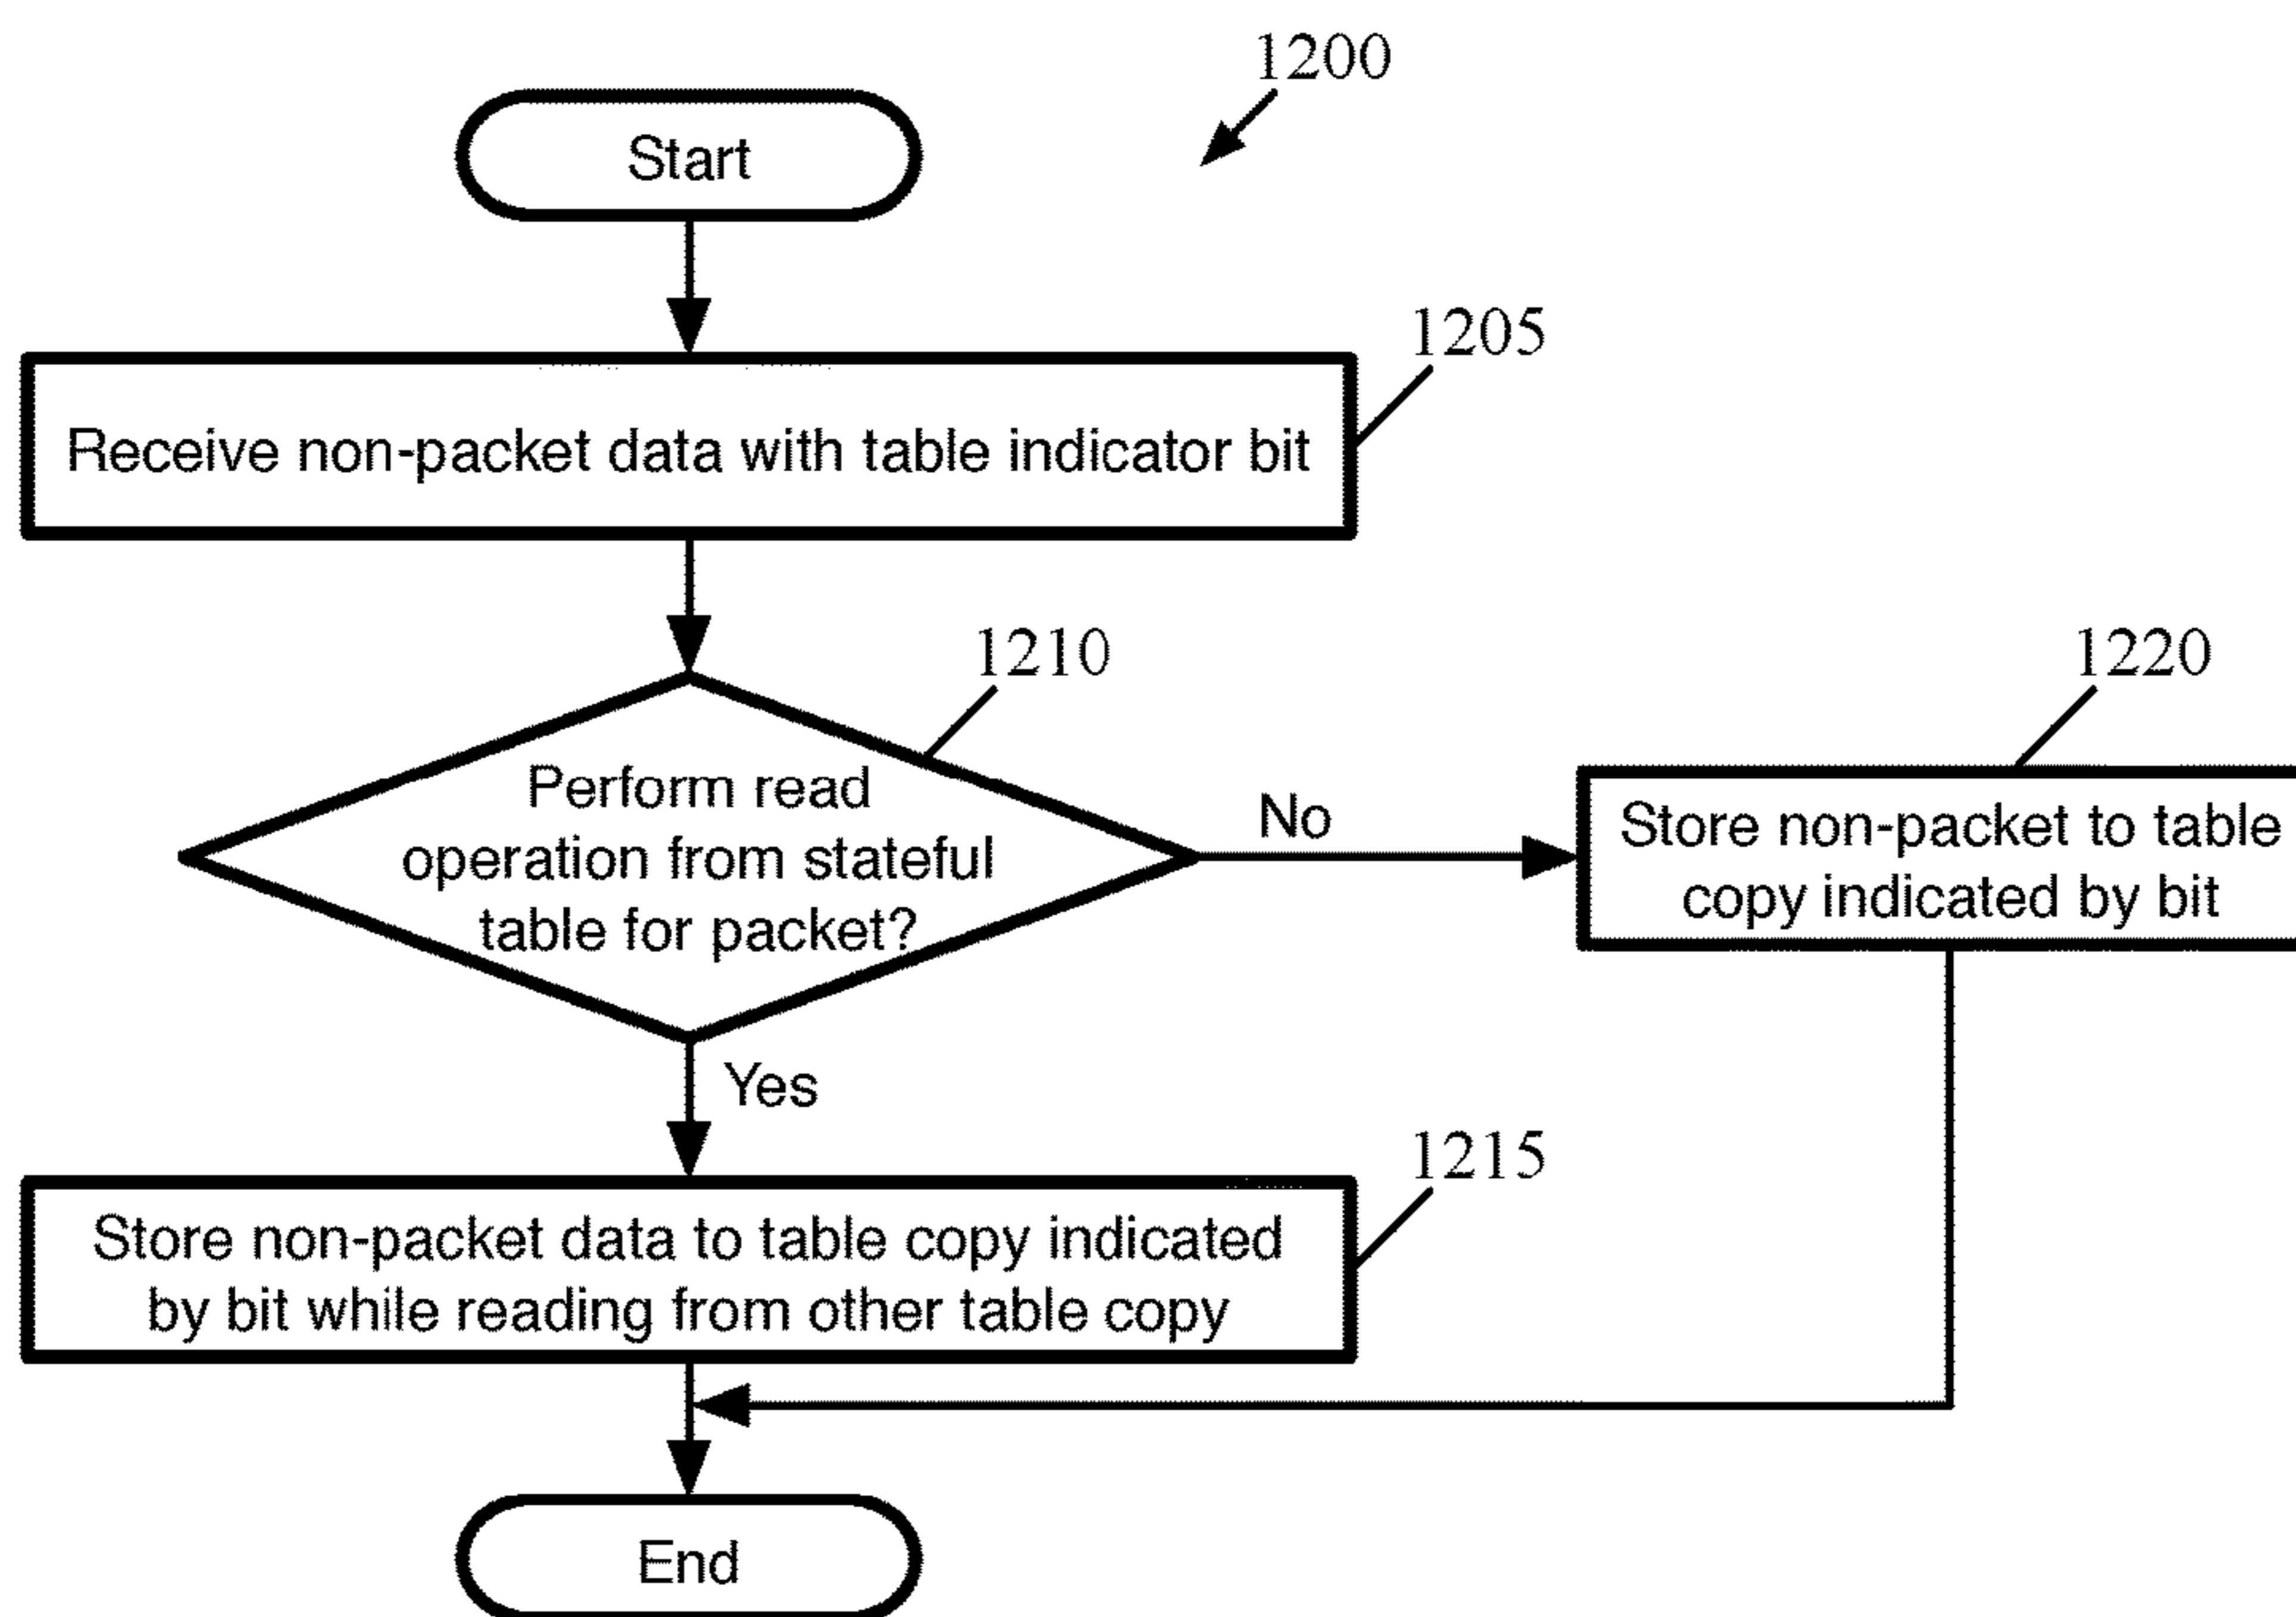 1200
Start
1205
Receive non-packet data with table indicator bit
1210
Perform read
operation from stateful
table for packet?
No
1220
Store non-packet to table
copy indicated by bit
Yes
1215
Store non-packet data to table copy indicated
by bit while reading from other table copy
End